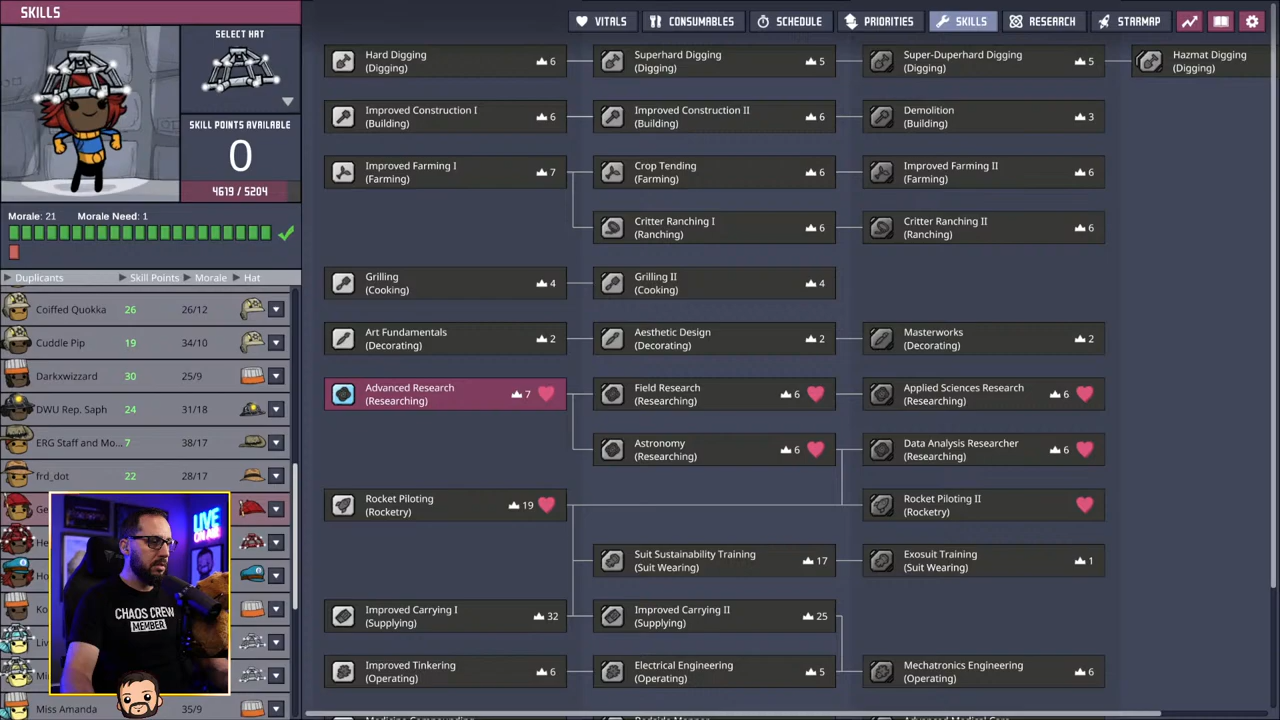 SKILLS
VITALS
CONSUMABLES
SCHEDULE
PRIORITIES
SKILLS
RESEARCH
STARMAP
SELECT HAT
SKILL POINTS AVAILABLE
0
4619 / 5204
Morale: 21
Morale Need: 1
Duplicants
Skill Points
Morale
Hat
Coiffed Quokka 26 26/12
Cuddle Pip 19 34/10
Darkxwizzard 30 25/9
DWU Rep. Saph 24 31/18
ERG Staff and Mo... 7 38/17
frd_dot 22 28/17
Miss Amanda 35/9
LIVE
CHAOS CREW
MEMBER
Hard Digging
(Digging)
6
Superhard Digging
(Digging)
5
Super-Duperhard Digging
(Digging)
5
Hazmat Digging
(Digging)
Improved Construction I
(Building)
6
Improved Construction II
(Building)
6
Demolition
(Building)
3
Improved Farming I
(Farming)
7
Crop Tending
(Farming)
6
Improved Farming II
(Farming)
6
Critter Ranching I
(Ranching)
6
Critter Ranching II
(Ranching)
6
Grilling
(Cooking)
4
Grilling II
(Cooking)
4
Art Fundamentals
(Decorating)
2
Aesthetic Design
(Decorating)
2
Masterworks
(Decorating)
2
Advanced Research
(Researching)
7
Field Research
(Researching)
6
Applied Sciences Research
(Researching)
6
Astronomy
(Researching)
6
Data Analysis Researcher
(Researching)
6
Rocket Piloting
(Rocketry)
19
Rocket Piloting II
(Rocketry)
Suit Sustainability Training
(Suit Wearing)
17
Exosuit Training
(Suit Wearing)
1
Improved Carrying I
(Supplying)
32
Improved Carrying II
(Supplying)
25
Improved Tinkering
(Operating)
6
Electrical Engineering
(Operating)
5
Mechatronics Engineering
(Operating)
6